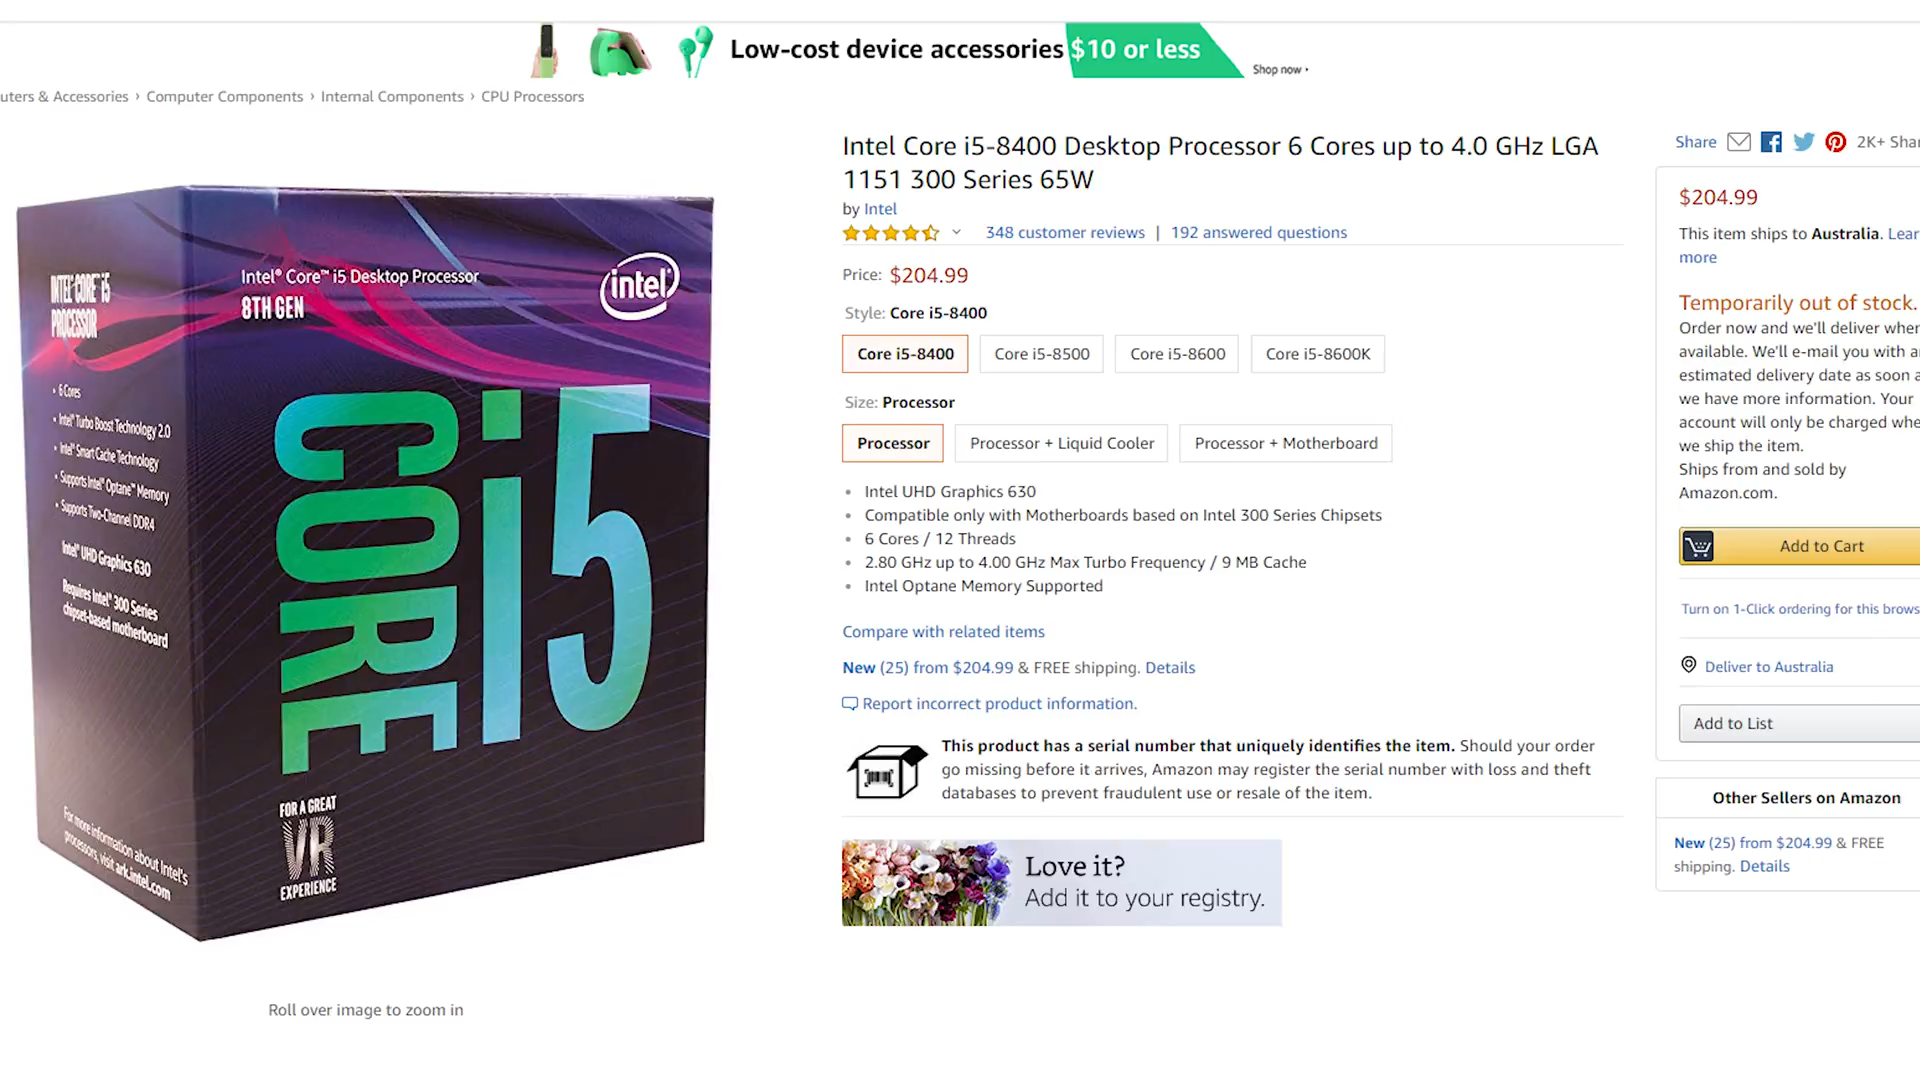 Low-cost device accessories $10 or less
Shop now ›
uters & Accessories › Computer Components › Internal Components › CPU Processors
INTEL® CORE™ i5
PROCESSOR
• 6 Cores
• Intel® Turbo Boost Technology 2.0
• Intel® Smart Cache Technology
• Supports Intel® Optane™ Memory
• Supports Two-Channel DDR4
Intel® UHD Graphics 630
Requires Intel® 300 Series
chipset-based motherboard
For more information about Intel's
processors, visit ark.intel.com
Intel® Core™ i5 Desktop Processor
8TH GEN
intel®
CORE i5
FOR A GREAT
VR
EXPERIENCE
Roll over image to zoom in
Intel Core i5-8400 Desktop Processor 6 Cores up to 4.0 GHz LGA
1151 300 Series 65W
by Intel
348 customer reviews | 192 answered questions
Price: $204.99
Style: Core i5-8400
Core i5-8400 Core i5-8500 Core i5-8600 Core i5-8600K
Size: Processor
Processor Processor + Liquid Cooler Processor + Motherboard
• Intel UHD Graphics 630
• Compatible only with Motherboards based on Intel 300 Series Chipsets
• 6 Cores / 12 Threads
• 2.80 GHz up to 4.00 GHz Max Turbo Frequency / 9 MB Cache
• Intel Optane Memory Supported
Compare with related items
New (25) from $204.99 & FREE shipping. Details
Report incorrect product information.
This product has a serial number that uniquely identifies the item. Should your order
go missing before it arrives, Amazon may register the serial number with loss and theft
databases to prevent fraudulent use or resale of the item.
Love it?
Add it to your registry.
Share 2K+ Shar
$204.99
This item ships to Australia. Lear
more
Temporarily out of stock.
Order now and we'll deliver when
available. We'll e-mail you with a
estimated delivery date as soon a
we have more information. Your
account will only be charged whe
we ship the item.
Ships from and sold by
Amazon.com.
Add to Cart
Turn on 1-Click ordering for this brows
Deliver to Australia
Add to List
Other Sellers on Amazon
New (25) from $204.99 & FREE
shipping. Details